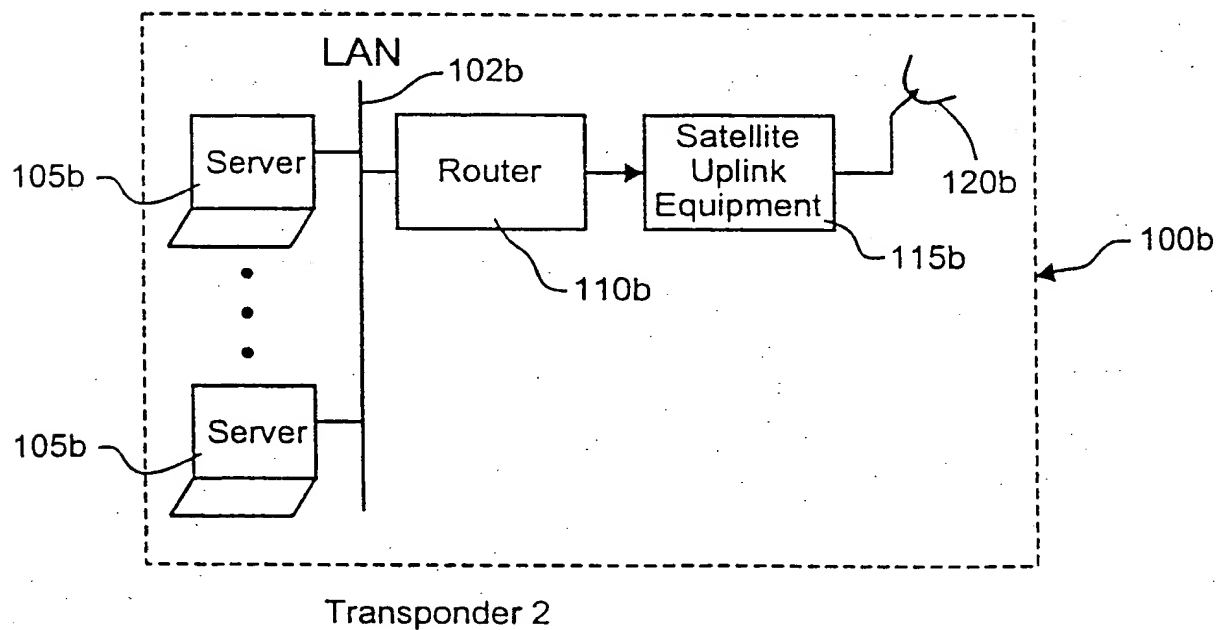 LAN
102b
Server
105b
Router
Satellite
Uplink
Equipment
120b
115b
100b
110b
Server
105b
Transponder 2